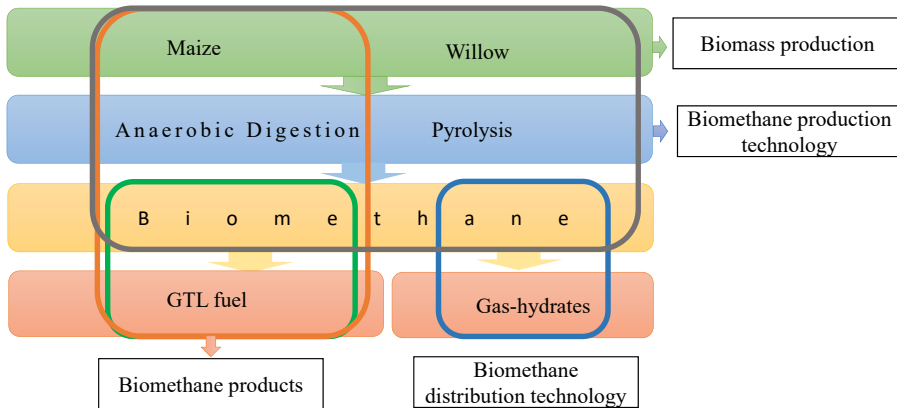 Maize
Willow
Biomass production
Anaerobic Digestion
Pyrolysis
Biomethane production
technology
Biomethane
GTL fuel
Gas-hydrates
Biomethane products
Biomethane
distribution technology